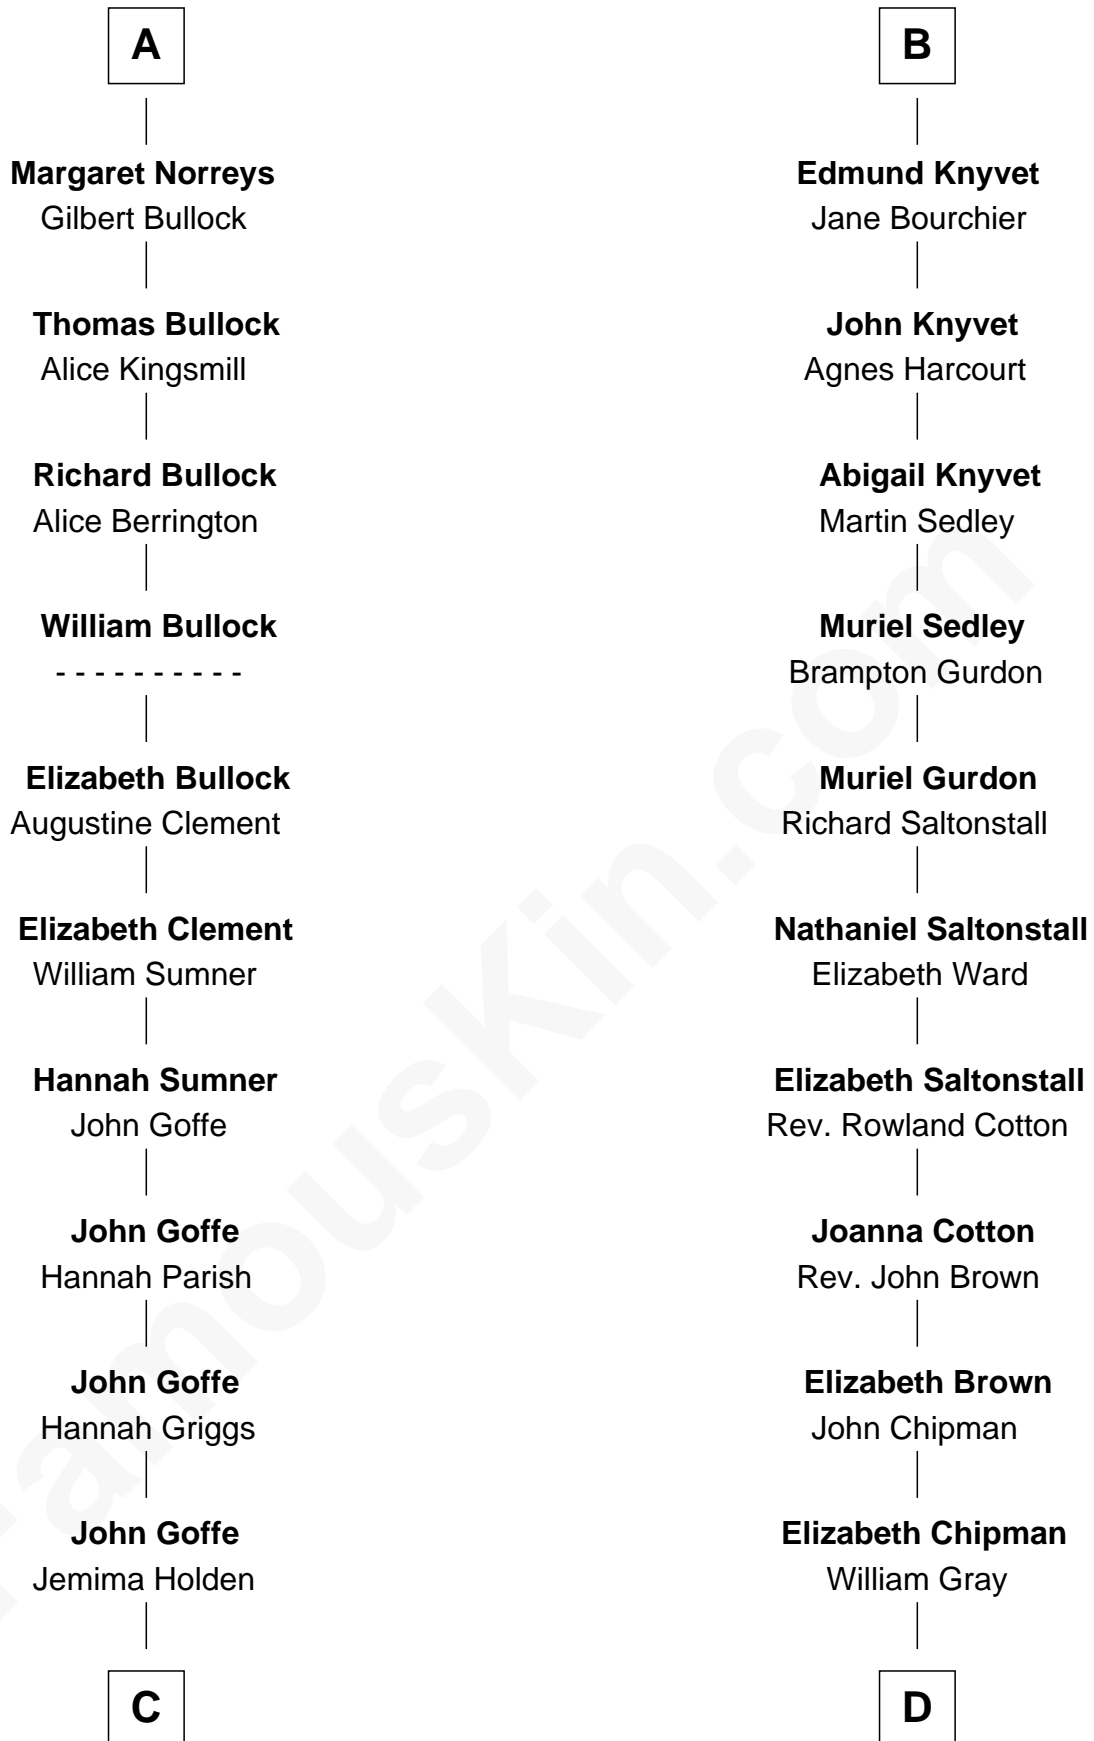 A
Margaret Norreys
Gilbert Bullock
Thomas Bullock
Alice Kingsmill
Richard Bullock
Alice Berrington
William Bullock
- - - - - - - - - -
Elizabeth Bullock
Augustine Clement
Elizabeth Clement
William Sumner
Hannah Sumner
John Goffe
John Goffe
Hannah Parish
John Goffe
Hannah Griggs
John Goffe
Jemima Holden
C
B
Edmund Knyvet
Jane Bourchier
John Knyvet
Agnes Harcourt
Abigail Knyvet
Martin Sedley
Muriel Sedley
Brampton Gurdon
Muriel Gurdon
Richard Saltonstall
Nathaniel Saltonstall
Elizabeth Ward
Elizabeth Saltonstall
Rev. Rowland Cotton
Joanna Cotton
Rev. John Brown
Elizabeth Brown
John Chipman
Elizabeth Chipman
William Gray
D
FamousKin.com